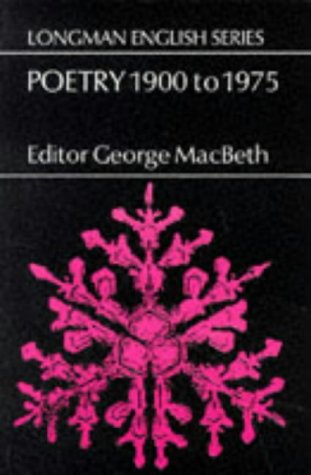 LONGMAN ENGLISH SERIES
POETRY 1900 to 1975
Editor George MacBeth